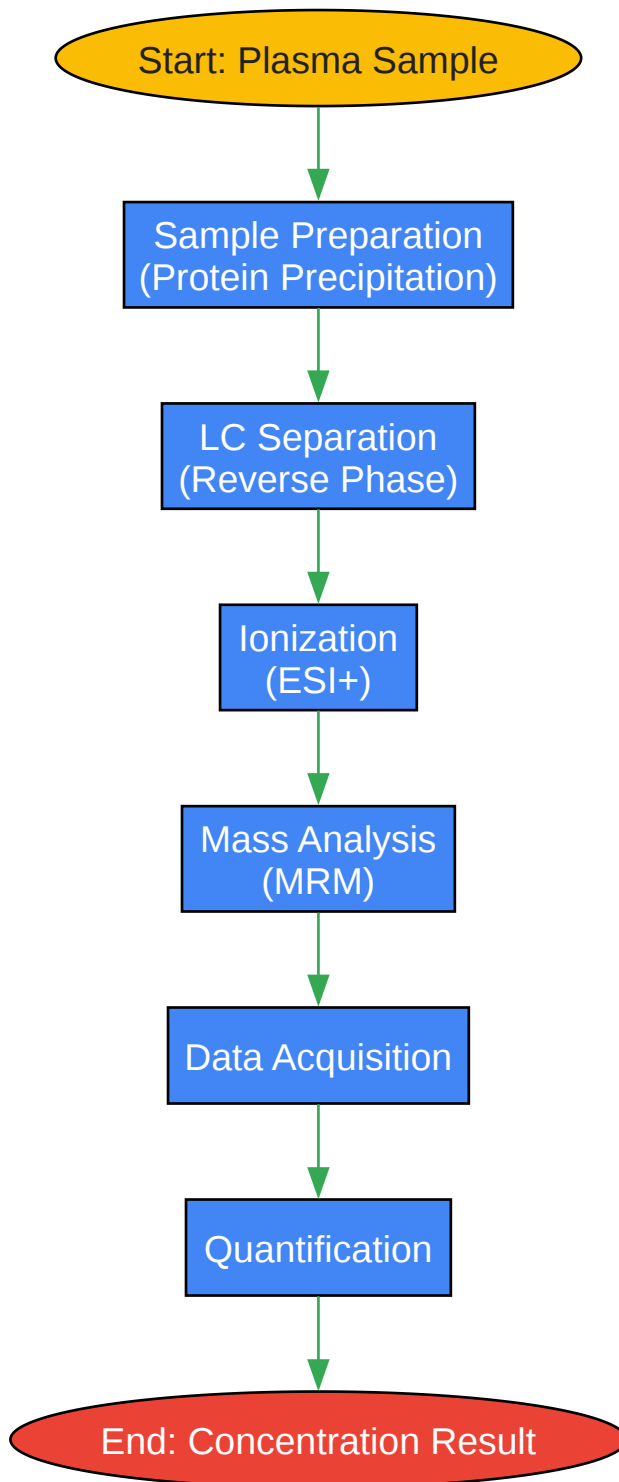 Start: Plasma Sample
Sample Preparation
(Protein Precipitation)
LC Separation
(Reverse Phase)
Ionization
(ESI+)
Mass Analysis
(MRM)
Data Acquisition
Quantification
End: Concentration Result